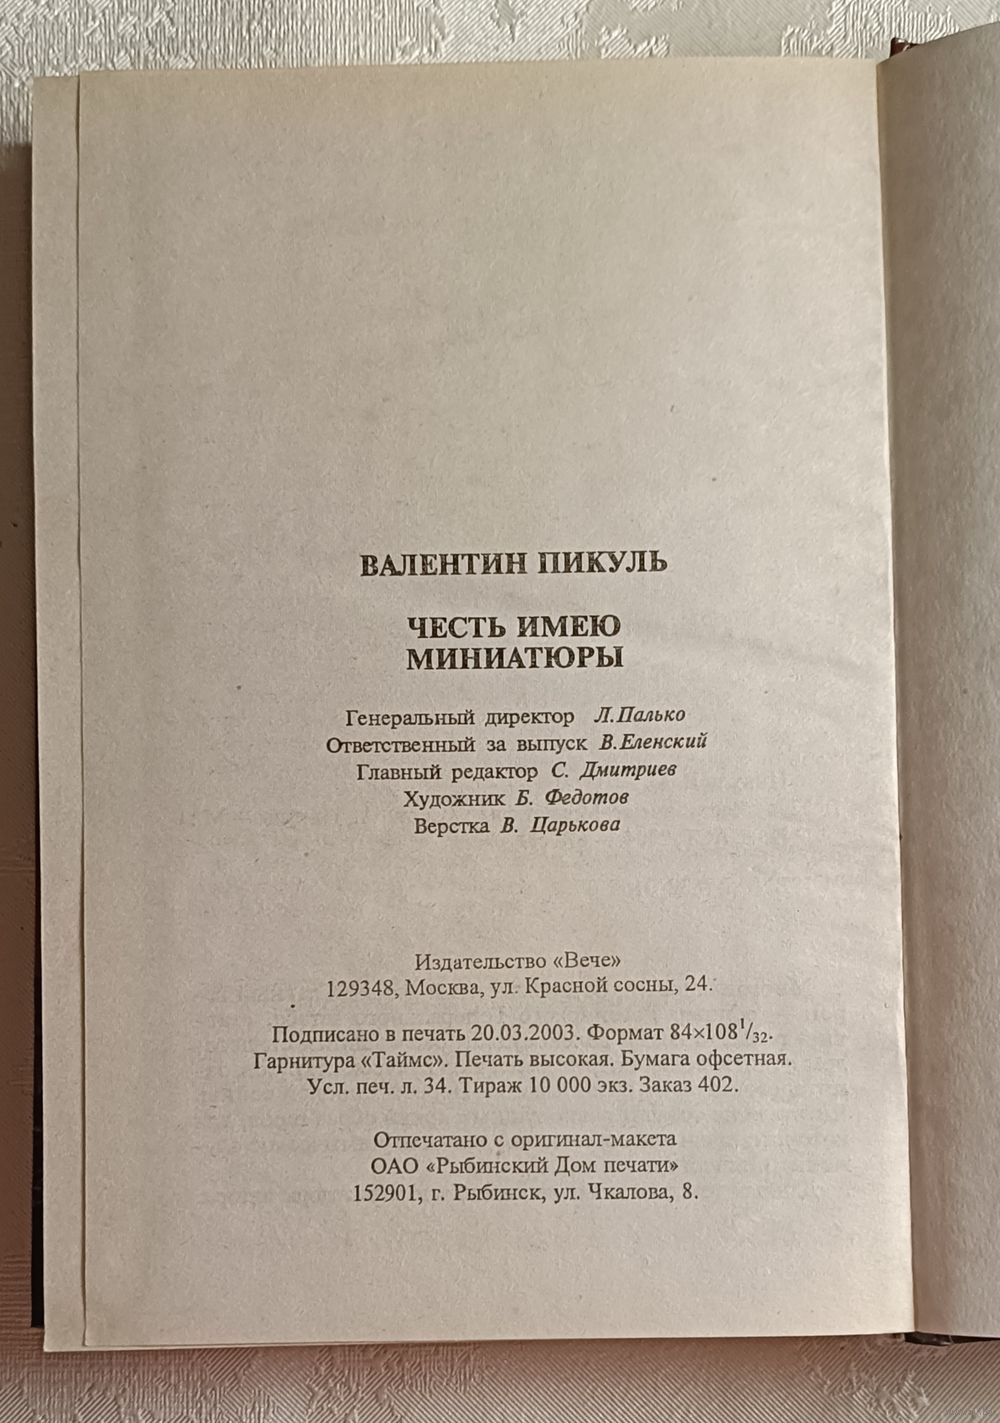 ВАЛЕНТИН ПИКУЛЬ
ЧЕСТЬ ИМЕЮ
МИНИАТЮРЫ
Генеральный директор Л.Палько
Ответственный за выпуск В.Еленский
Главный редактор С. Дмитриев
Художник Б. Федотов
Верстка В. Царькова
Издательство «Вече»
129348, Москва, ул. Красной сосны, 24.
Подписано в печать 20.03.2003. Формат 84×108¹/₃₂.
Гарнитура «Таймс». Печать высокая. Бумага офсетная.
Усл. печ. л. 34. Тираж 10 000 экз. Заказ 402.
Отпечатано с оригинал-макета
ОАО «Рыбинский Дом печати»
152901, г. Рыбинск, ул. Чкалова, 8.